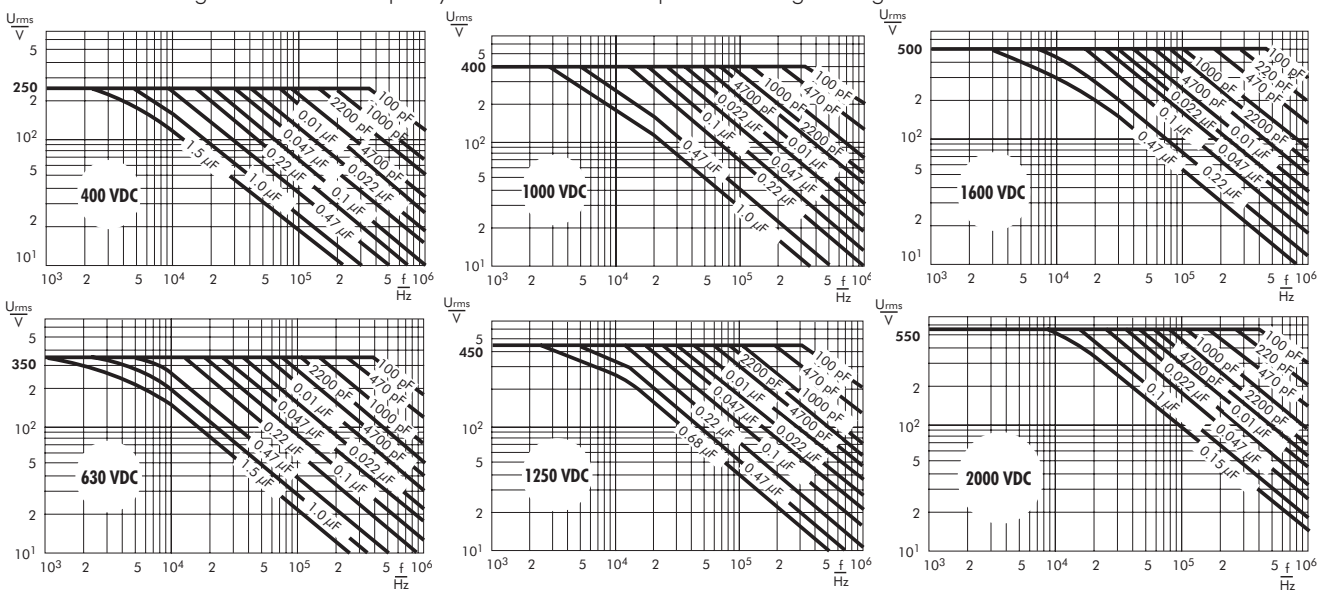 Urms
V
5
250
2
10²
5
2
10¹
100 pF
1000 pF
2200 pF
4700 pF
0.01 µF
0.022 µF
0.047 µF
0.1 µF
0.22 µF
0.47 µF
1.0 µF
1.5 µF
400 VDC
10³ 2 5 10⁴ 2 5 10⁵ 2 5 10⁶
f
Hz
Urms
V
5
400
2
10²
5
2
10¹
100 pF
470 pF
1000 pF
2200 pF
4700 pF
0.01 µF
0.022 µF
0.047 µF
0.1 µF
0.22 µF
0.47 µF
1.0 µF
1000 VDC
10³ 2 5 10⁴ 2 5 10⁵ 2 5 10⁶
f
Hz
Urms
V
500
2
10²
5
2
10¹
100 pF
220 pF
470 pF
1000 pF
2200 pF
4700 pF
0.01 µF
0.022 µF
0.047 µF
0.1 µF
0.22 µF
0.47 µF
1600 VDC
10³ 2 5 10⁴ 2 5 10⁵ 2 5 10⁶
f
Hz
Urms
V
5
350
2
10²
5
2
10¹
100 pF
470 pF
1000 pF
2200 pF
4700 pF
0.01 µF
0.022 µF
0.047 µF
0.1 µF
0.22 µF
0.47 µF
1.0 µF
1.5 µF
630 VDC
10³ 2 5 10⁴ 2 5 10⁵ 2 5 10⁶
f
Hz
Urms
V
450
2
10²
5
2
10¹
100 pF
470 pF
1000 pF
2200 pF
4700 pF
0.01 µF
0.022 µF
0.047 µF
0.1 µF
0.22 µF
0.47 µF
0.68 µF
1250 VDC
10³ 2 5 10⁴ 2 5 10⁵ 2 5 10⁶
f
Hz
Urms
V
550
2
10²
5
2
10¹
100 pF
220 pF
470 pF
1000 pF
2200 pF
4700 pF
0.01 µF
0.022 µF
0.047 µF
0.1 µF
0.15 µF
2000 VDC
10³ 2 5 10⁴ 2 5 10⁵ 2 5 10⁶
f
Hz